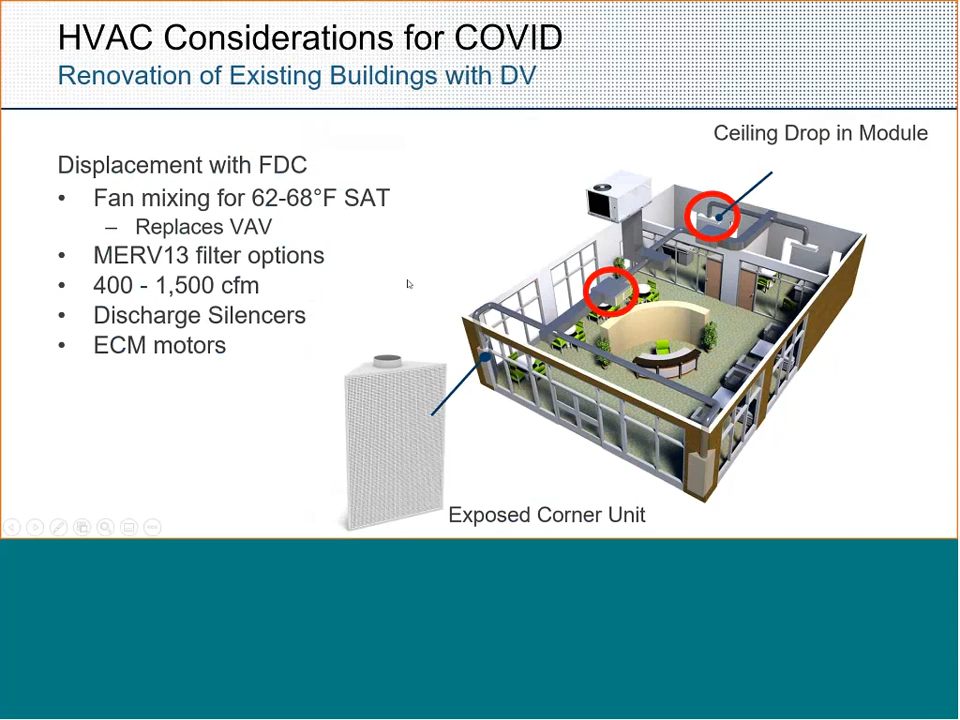 HVAC Considerations for COVID
Renovation of Existing Buildings with DV
Ceiling Drop in Module
Displacement with FDC
• Fan mixing for 62-68°F SAT
– Replaces VAV
• MERV13 filter options
• 400 - 1,500 cfm
• Discharge Silencers
• ECM motors
Exposed Corner Unit